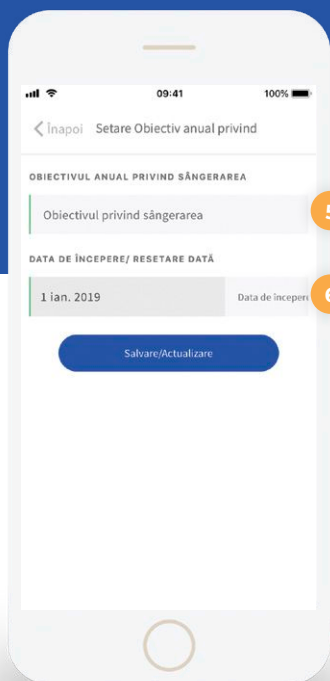 09:41
100%
Înapoi Setare Obiectiv anual privind
OBIECTIVUL ANUAL PRIVIND SÂNGERAREA
Obiectivul privind sângerarea
5
DATA DE ÎNCEPERE/ RESETARE DATĂ
1 ian. 2019 Data de începere
6
Salvare/Actualizare